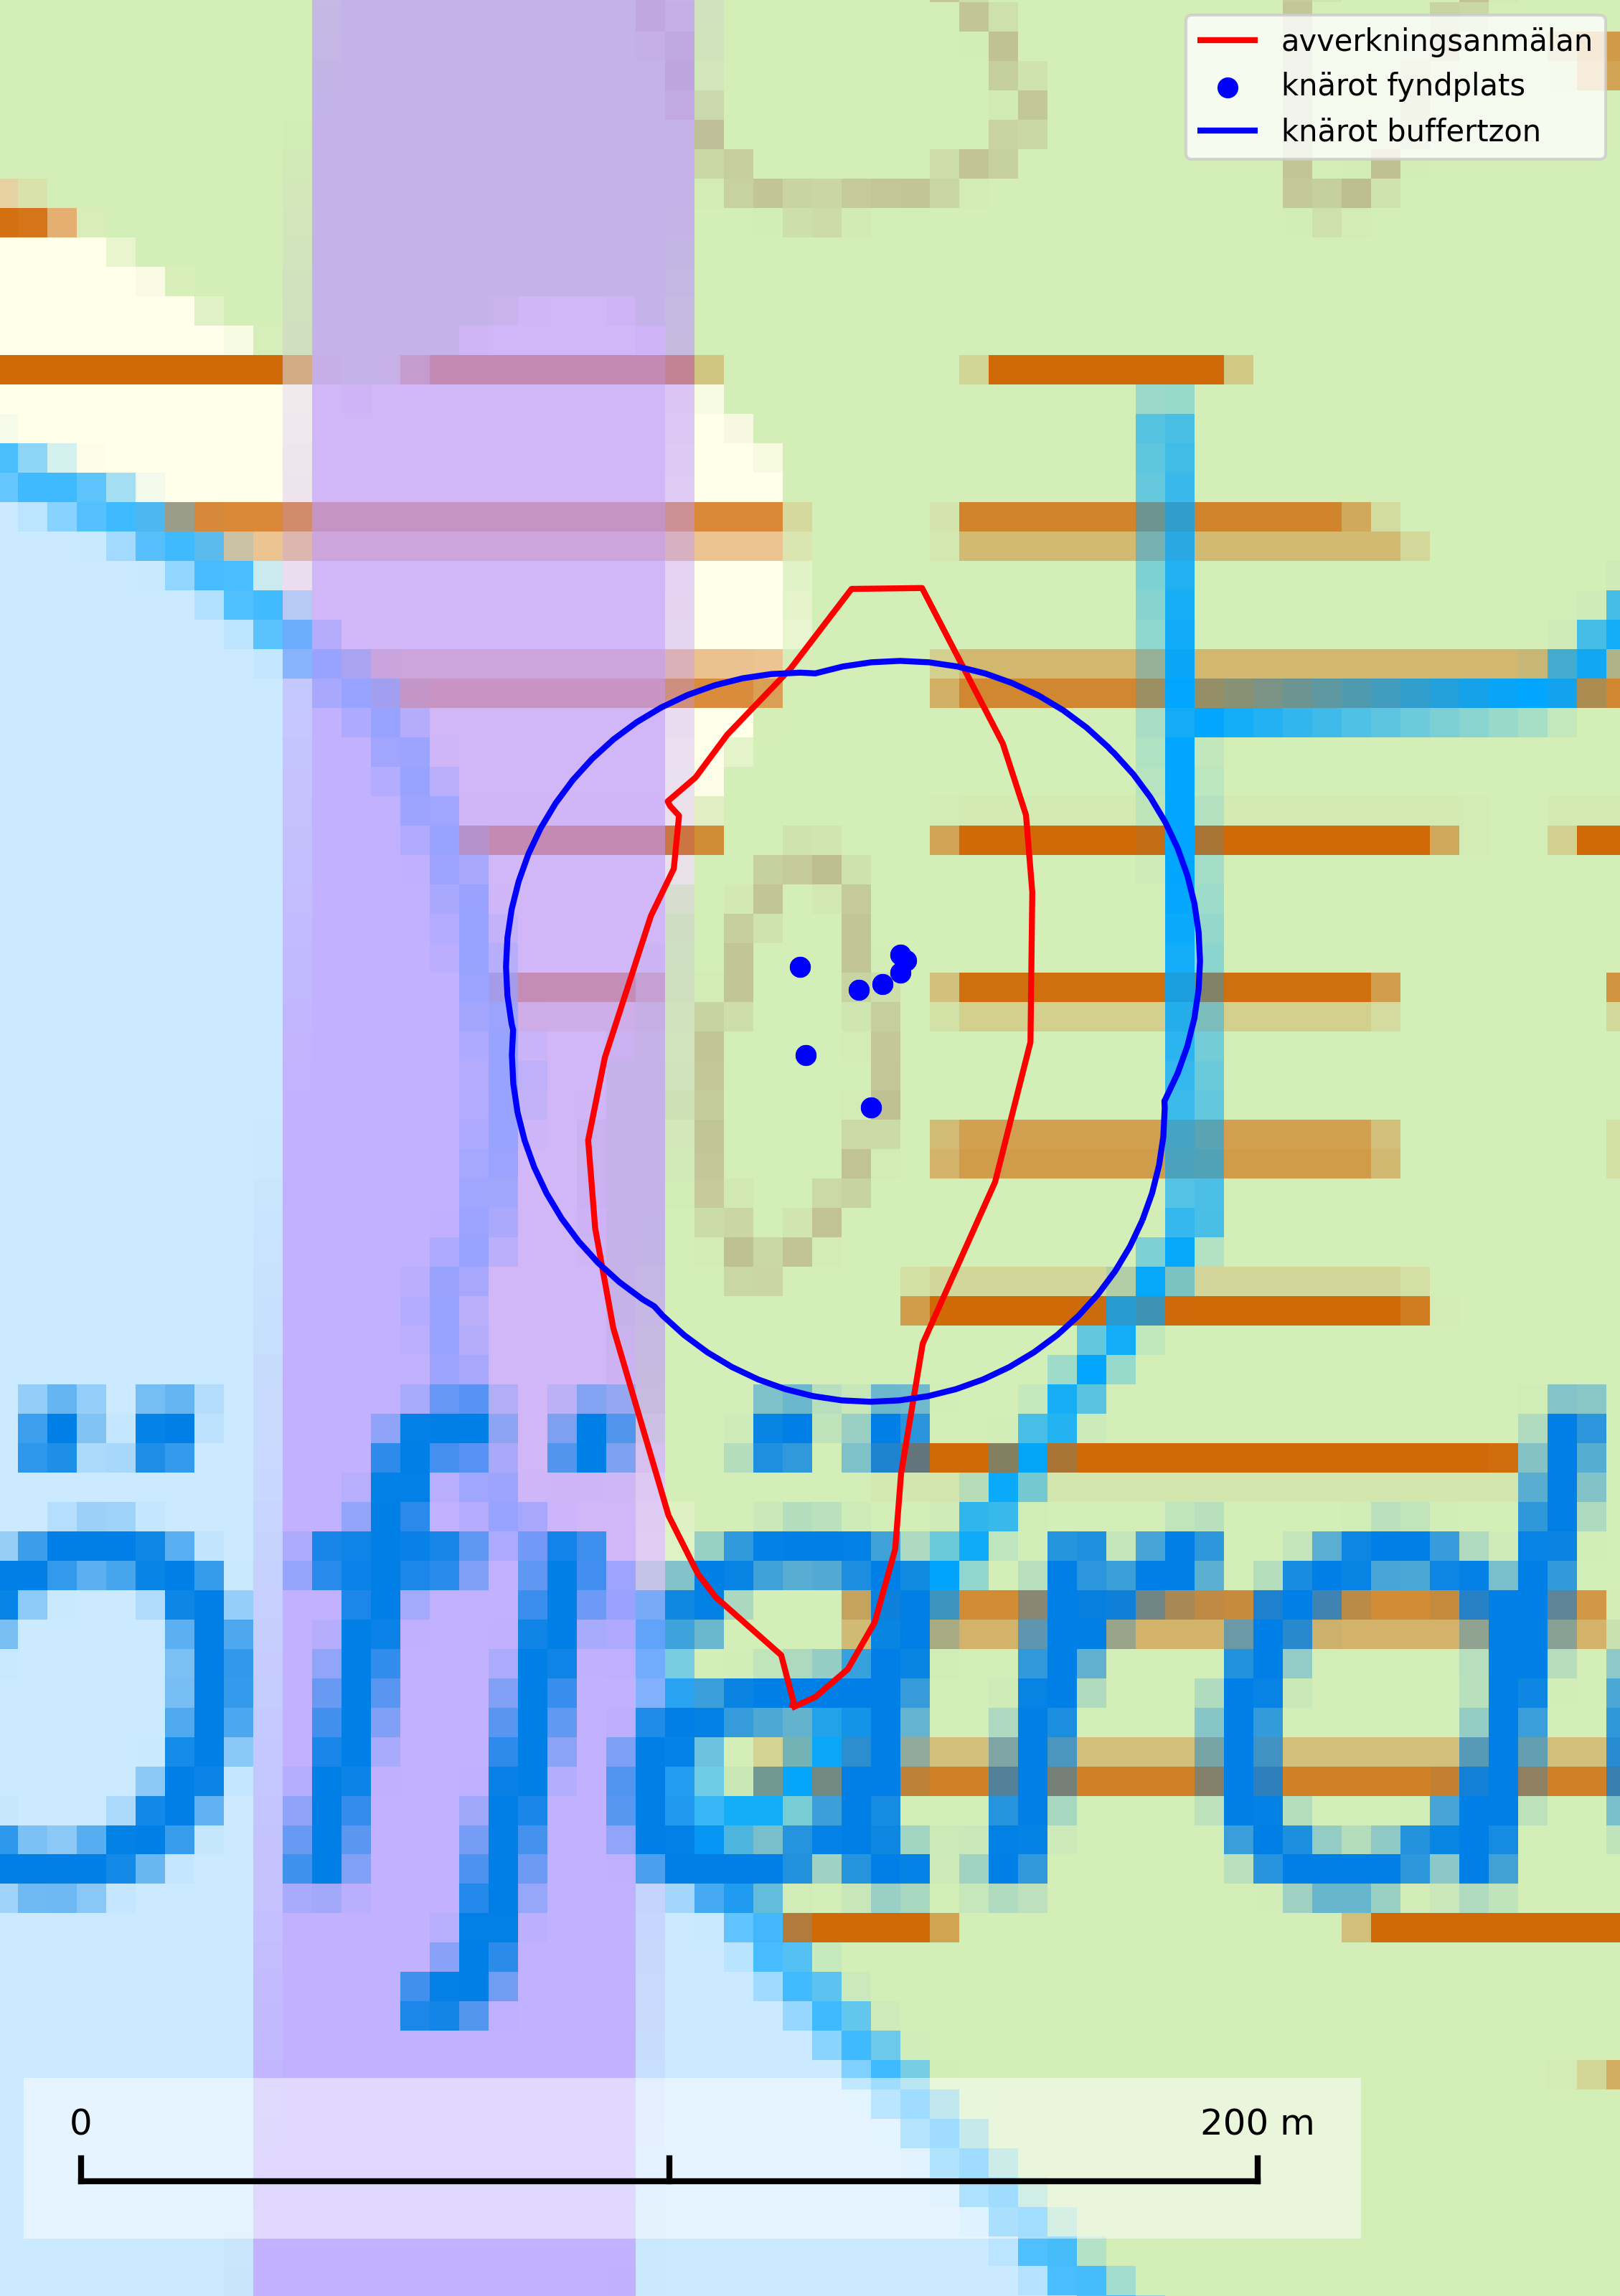 avverkningsanmälan
knärot fyndplats
knärot buffertzon
0
200 m